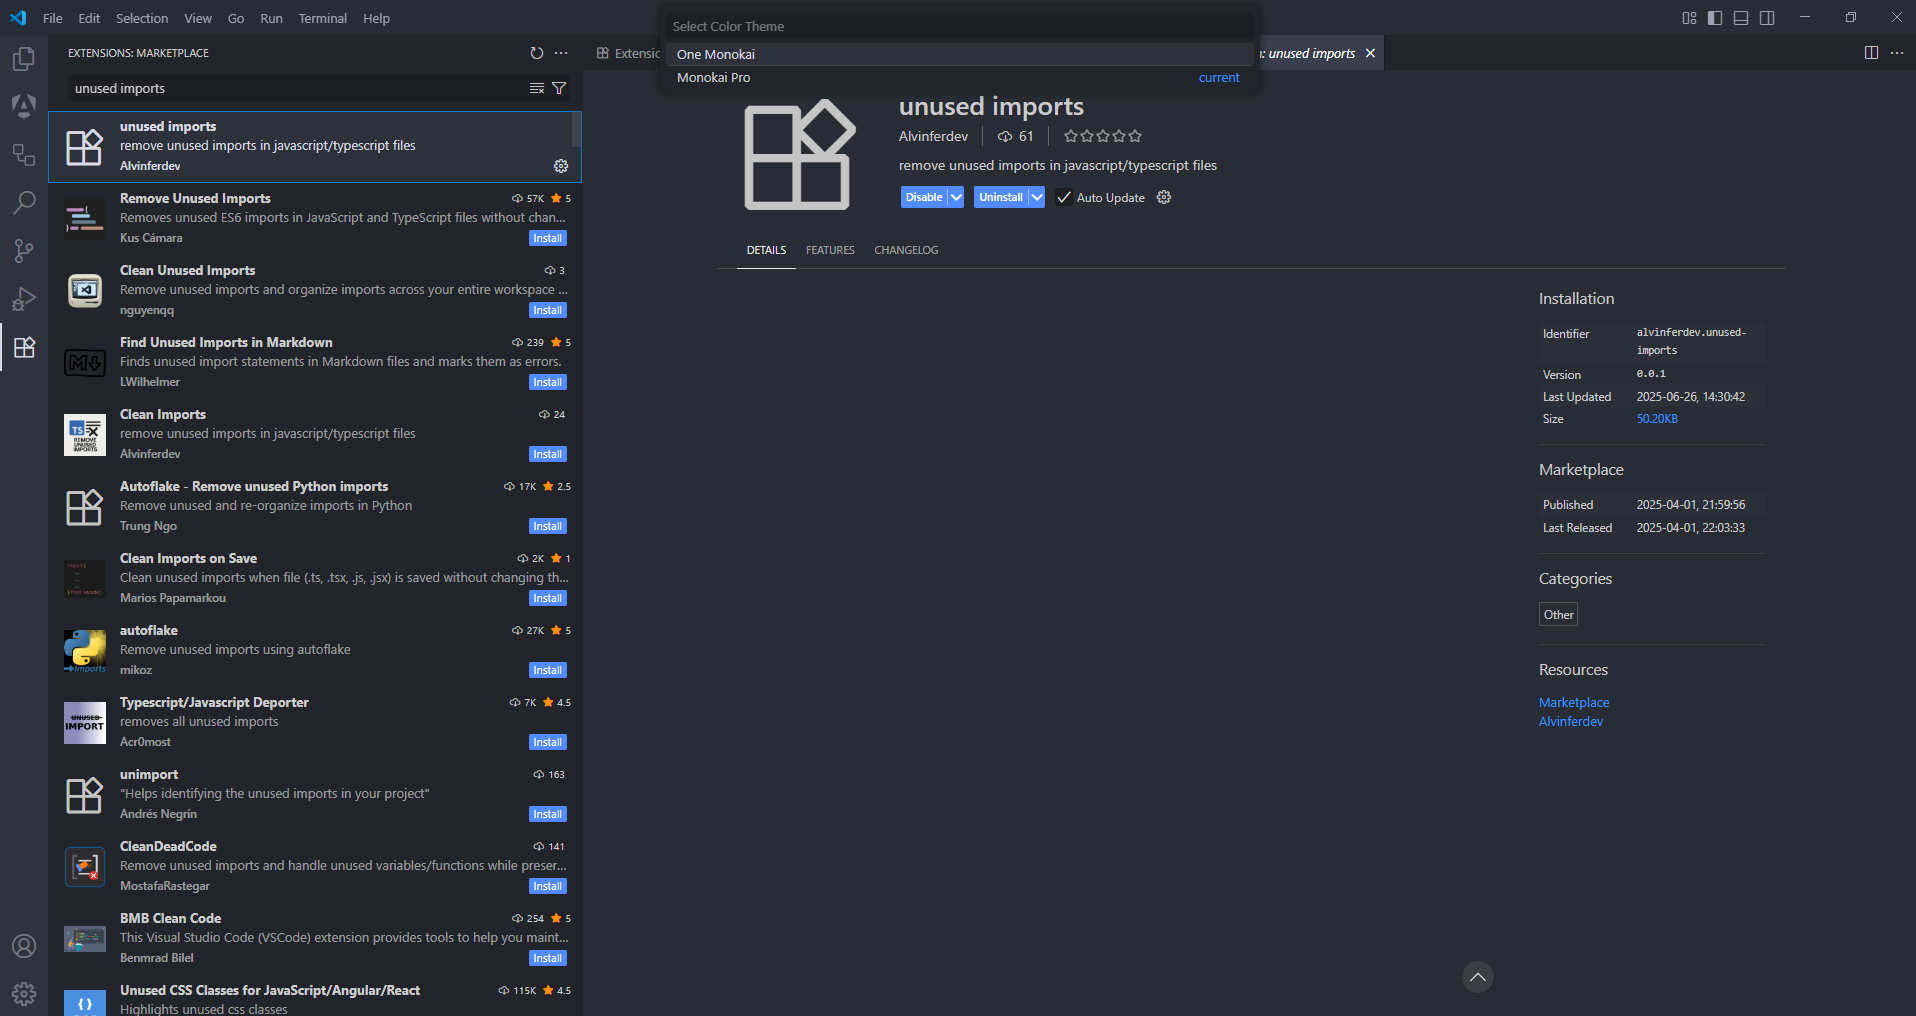 File Edit Selection View Go Run Terminal Help
Select Color Theme
One Monokai
Monokai Pro current
EXTENSIONS: MARKETPLACE
unused imports
unused imports
remove unused imports in javascript/typescript files
Alvinferdev
Remove Unused Imports 57K 5
Removes unused ES6 imports in JavaScript and TypeScript files without chan...
Kus Cámara Install
Clean Unused Imports 3
Remove unused imports and organize imports across your entire workspace ...
nguyenqq Install
Find Unused Imports in Markdown 239 5
Finds unused import statements in Markdown files and marks them as errors.
LWilhelmer Install
Clean Imports 24
remove unused imports in javascript/typescript files
Alvinferdev Install
TS
REMOVE
UNUSED
IMPORTS
Autoflake - Remove unused Python imports 17K 2.5
Remove unused and re-organize imports in Python
Trung Ngo Install
Clean Imports on Save 2K 1
Clean unused imports when file (.ts, .tsx, .js, .jsx) is saved without changing th...
Marios Papamarkou Install
autoflake 27K 5
Remove unused imports using autoflake
mikoz Install
Imports
Typescript/Javascript Deporter 7K 4.5
removes all unused imports
Acr0most Install
UNUSED
IMPORT
unimport 163
"Helps identifying the unused imports in your project"
Andrés Negrin Install
CleanDeadCode 141
Remove unused imports and handle unused variables/functions while preser...
MostafaRastegar Install
BMB Clean Code 254 5
This Visual Studio Code (VSCode) extension provides tools to help you maint...
Benmrad Bilel Install
Unused CSS Classes for JavaScript/Angular/React 115K 4.5
Highlights unused css classes
Extensio
: unused imports
unused imports
Alvinferdev 61
remove unused imports in javascript/typescript files
Disable Uninstall Auto Update
DETAILS FEATURES CHANGELOG
Installation
Identifier alvinferdev.unused-
imports
Version 0.0.1
Last Updated 2025-06-26, 14:30:42
Size 50.20KB
Marketplace
Published 2025-04-01, 21:59:56
Last Released 2025-04-01, 22:03:33
Categories
Other
Resources
Marketplace
Alvinferdev